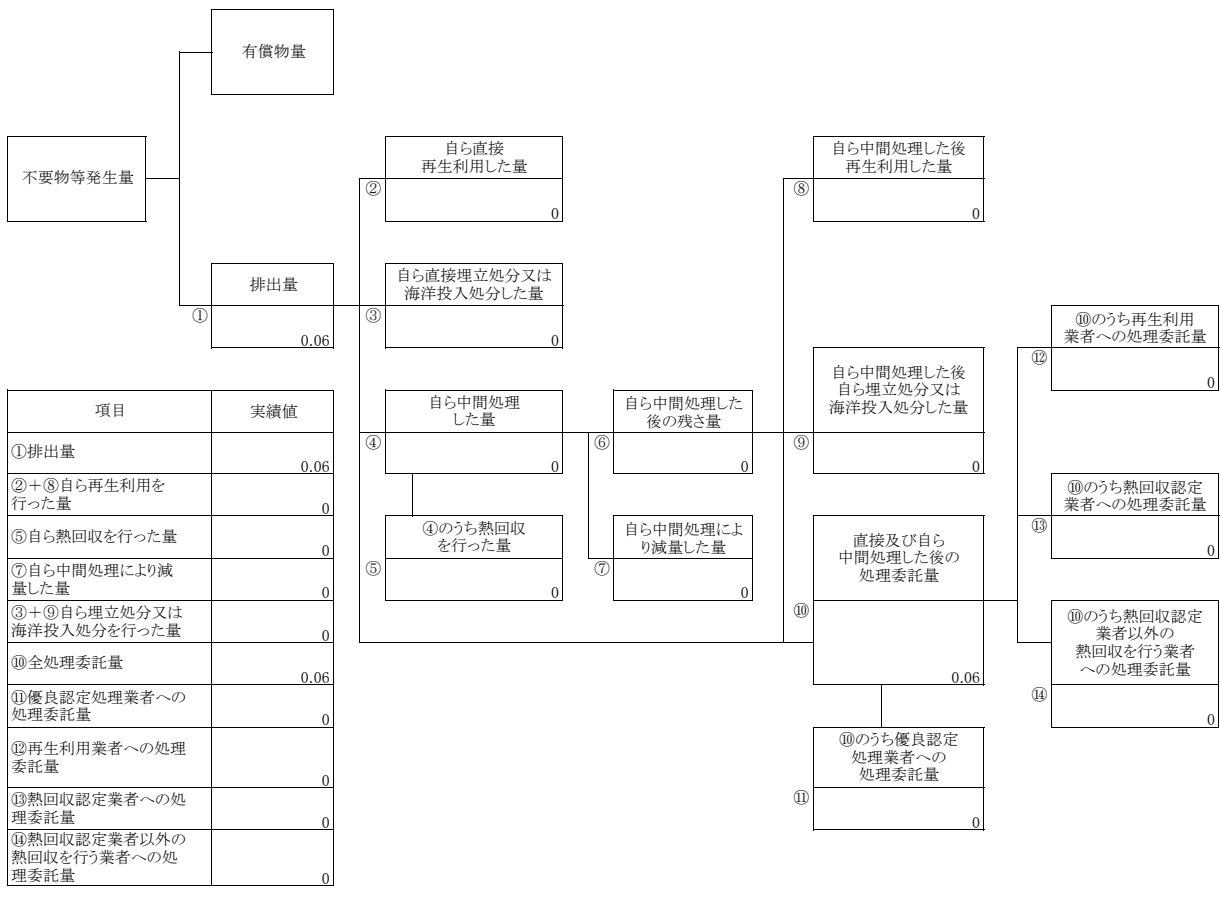 有償物量
不要物等発生量
排出量
①
0.06
自ら直接
再生利用した量
②
0
自ら直接埋立処分又は
海洋投入処分した量
③
0
自ら中間処理
した量
④
0
④のうち熱回収
を行った量
⑤
0
自ら中間処理した
後の残さ量
⑥
0
自ら中間処理によ
り減量した量
⑦
0
自ら中間処理した後
再生利用した量
⑧
0
自ら中間処理した後
自ら埋立処分又は
海洋投入処分した量
⑨
0
直接及び自ら
中間処理した後の
処理委託量
⑩
0.06
⑩のうち優良認定
処理業者への
処理委託量
⑪
0
⑩のうち再生利用
業者への処理委託量
⑫
0
⑩のうち熱回収認定
業者への処理委託量
⑬
0
⑩のうち熱回収認定
業者以外の
熱回収を行う業者
への処理委託量
⑭
0
項目 実績値
①排出量
0.06
②＋⑧自ら再生利用を
行った量
0
⑤自ら熱回収を行った量
0
⑦自ら中間処理により減
量した量
0
③＋⑨自ら埋立処分又は
海洋投入処分を行った量
0
⑩全処理委託量
0.06
⑪優良認定処理業者への
処理委託量
0
⑫再生利用業者への処理
委託量
0
⑬熱回収認定業者への処
理委託量
0
⑭熱回収認定業者以外の
熱回収を行う業者への処
理委託量
0